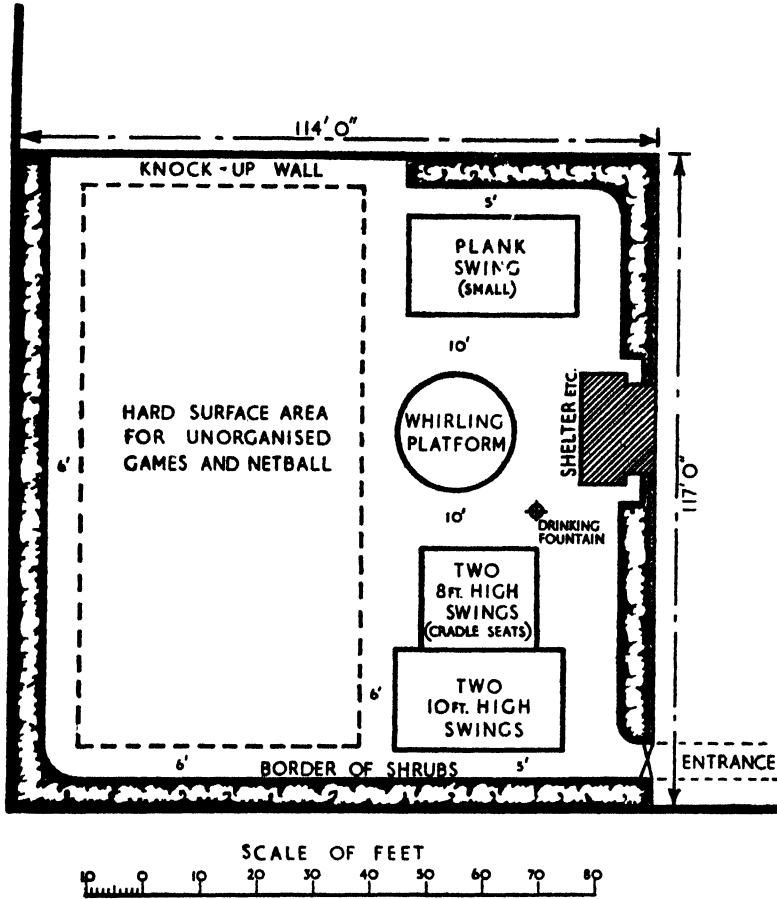 114' 0"
KNOCK-UP WALL
5'
PLANK
SWING
(SMALL)
10'
HARD SURFACE AREA
FOR UNORGANISED
GAMES AND NETBALL
6'
WHIRLING
PLATFORM
SHELTER ETC.
117' 0"
10'
DRINKING
FOUNTAIN
TWO
8FT. HIGH
SWINGS
(CRADLE SEATS)
6'
TWO
10FT. HIGH
SWINGS
6'
BORDER OF SHRUBS
5'
ENTRANCE
SCALE OF FEET
10 0 10 20 30 40 50 60 70 80